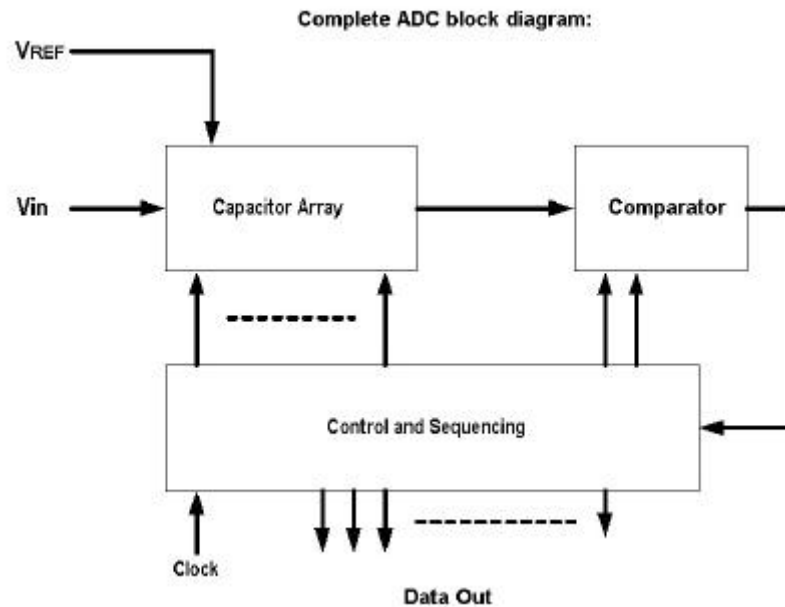 Complete ADC block diagram:
VREF
Vin
Capacitor Array
Comparator
Control and Sequencing
Clock
Data Out